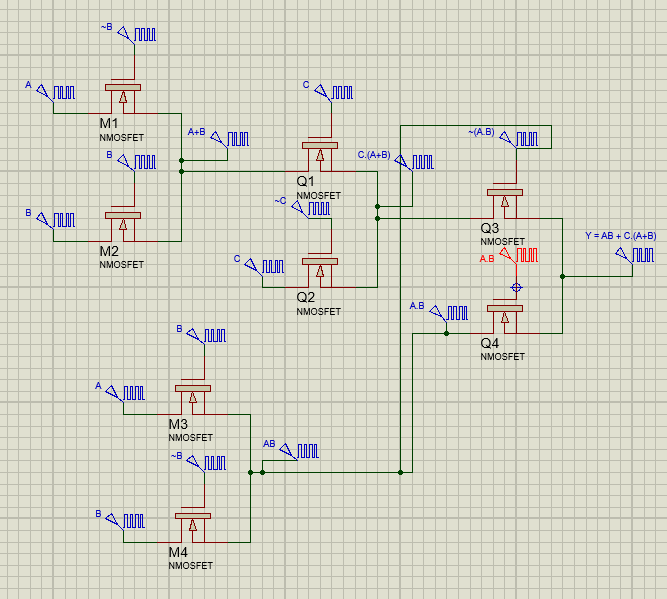 ~B
A
M1
NMOSFET
B
A+B
B
M2
NMOSFET
C
Q1
NMOSFET
~C
C
Q2
NMOSFET
C.(A+B)
~(A.B)
Q3
NMOSFET
A.B
Y = AB + C.(A+B)
A.B
Q4
NMOSFET
B
A
M3
NMOSFET
~B
AB
B
M4
NMOSFET